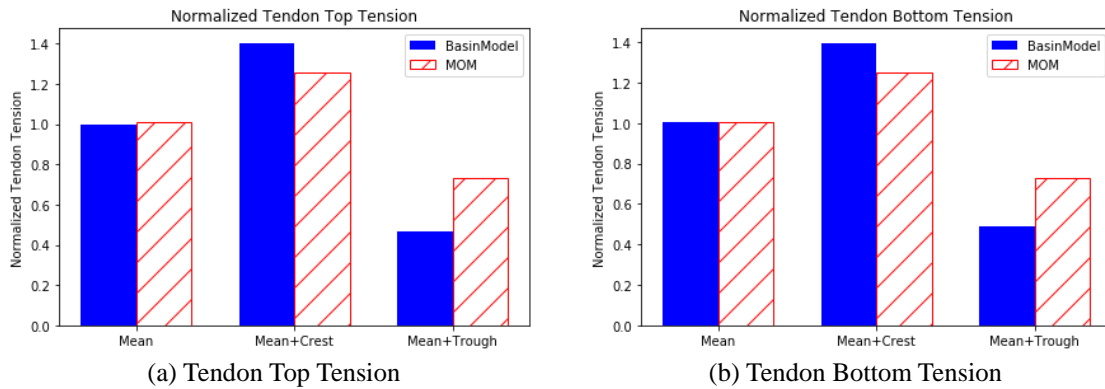 Normalized Tendon Top Tension
Normalized Tendon Tension
1.4
1.2
1.0
0.8
0.6
0.4
0.2
0.0
BasinModel
MOM
Mean
Mean+Crest
Mean+Trough
(a) Tendon Top Tension
Normalized Tendon Bottom Tension
Normalized Tendon Tension
1.4
1.2
1.0
0.8
0.6
0.4
0.2
0.0
BasinModel
MOM
Mean
Mean+Crest
Mean+Trough
(b) Tendon Bottom Tension